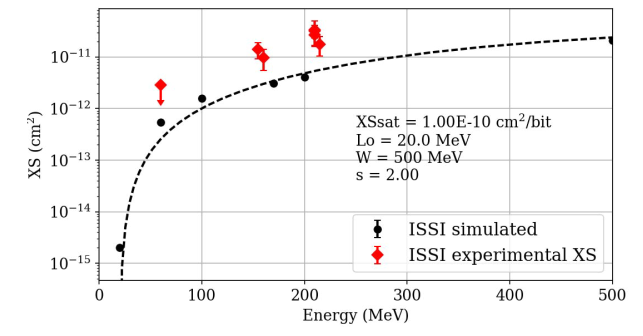 10⁻¹¹
10⁻¹²
10⁻¹³
10⁻¹⁴
10⁻¹⁵
XS (cm²)
XSsat = 1.00E-10 cm²/bit
Lo = 20.0 MeV
W = 500 MeV
s = 2.00
ISSI simulated
ISSI experimental XS
0 100 200 300 400 500
Energy (MeV)